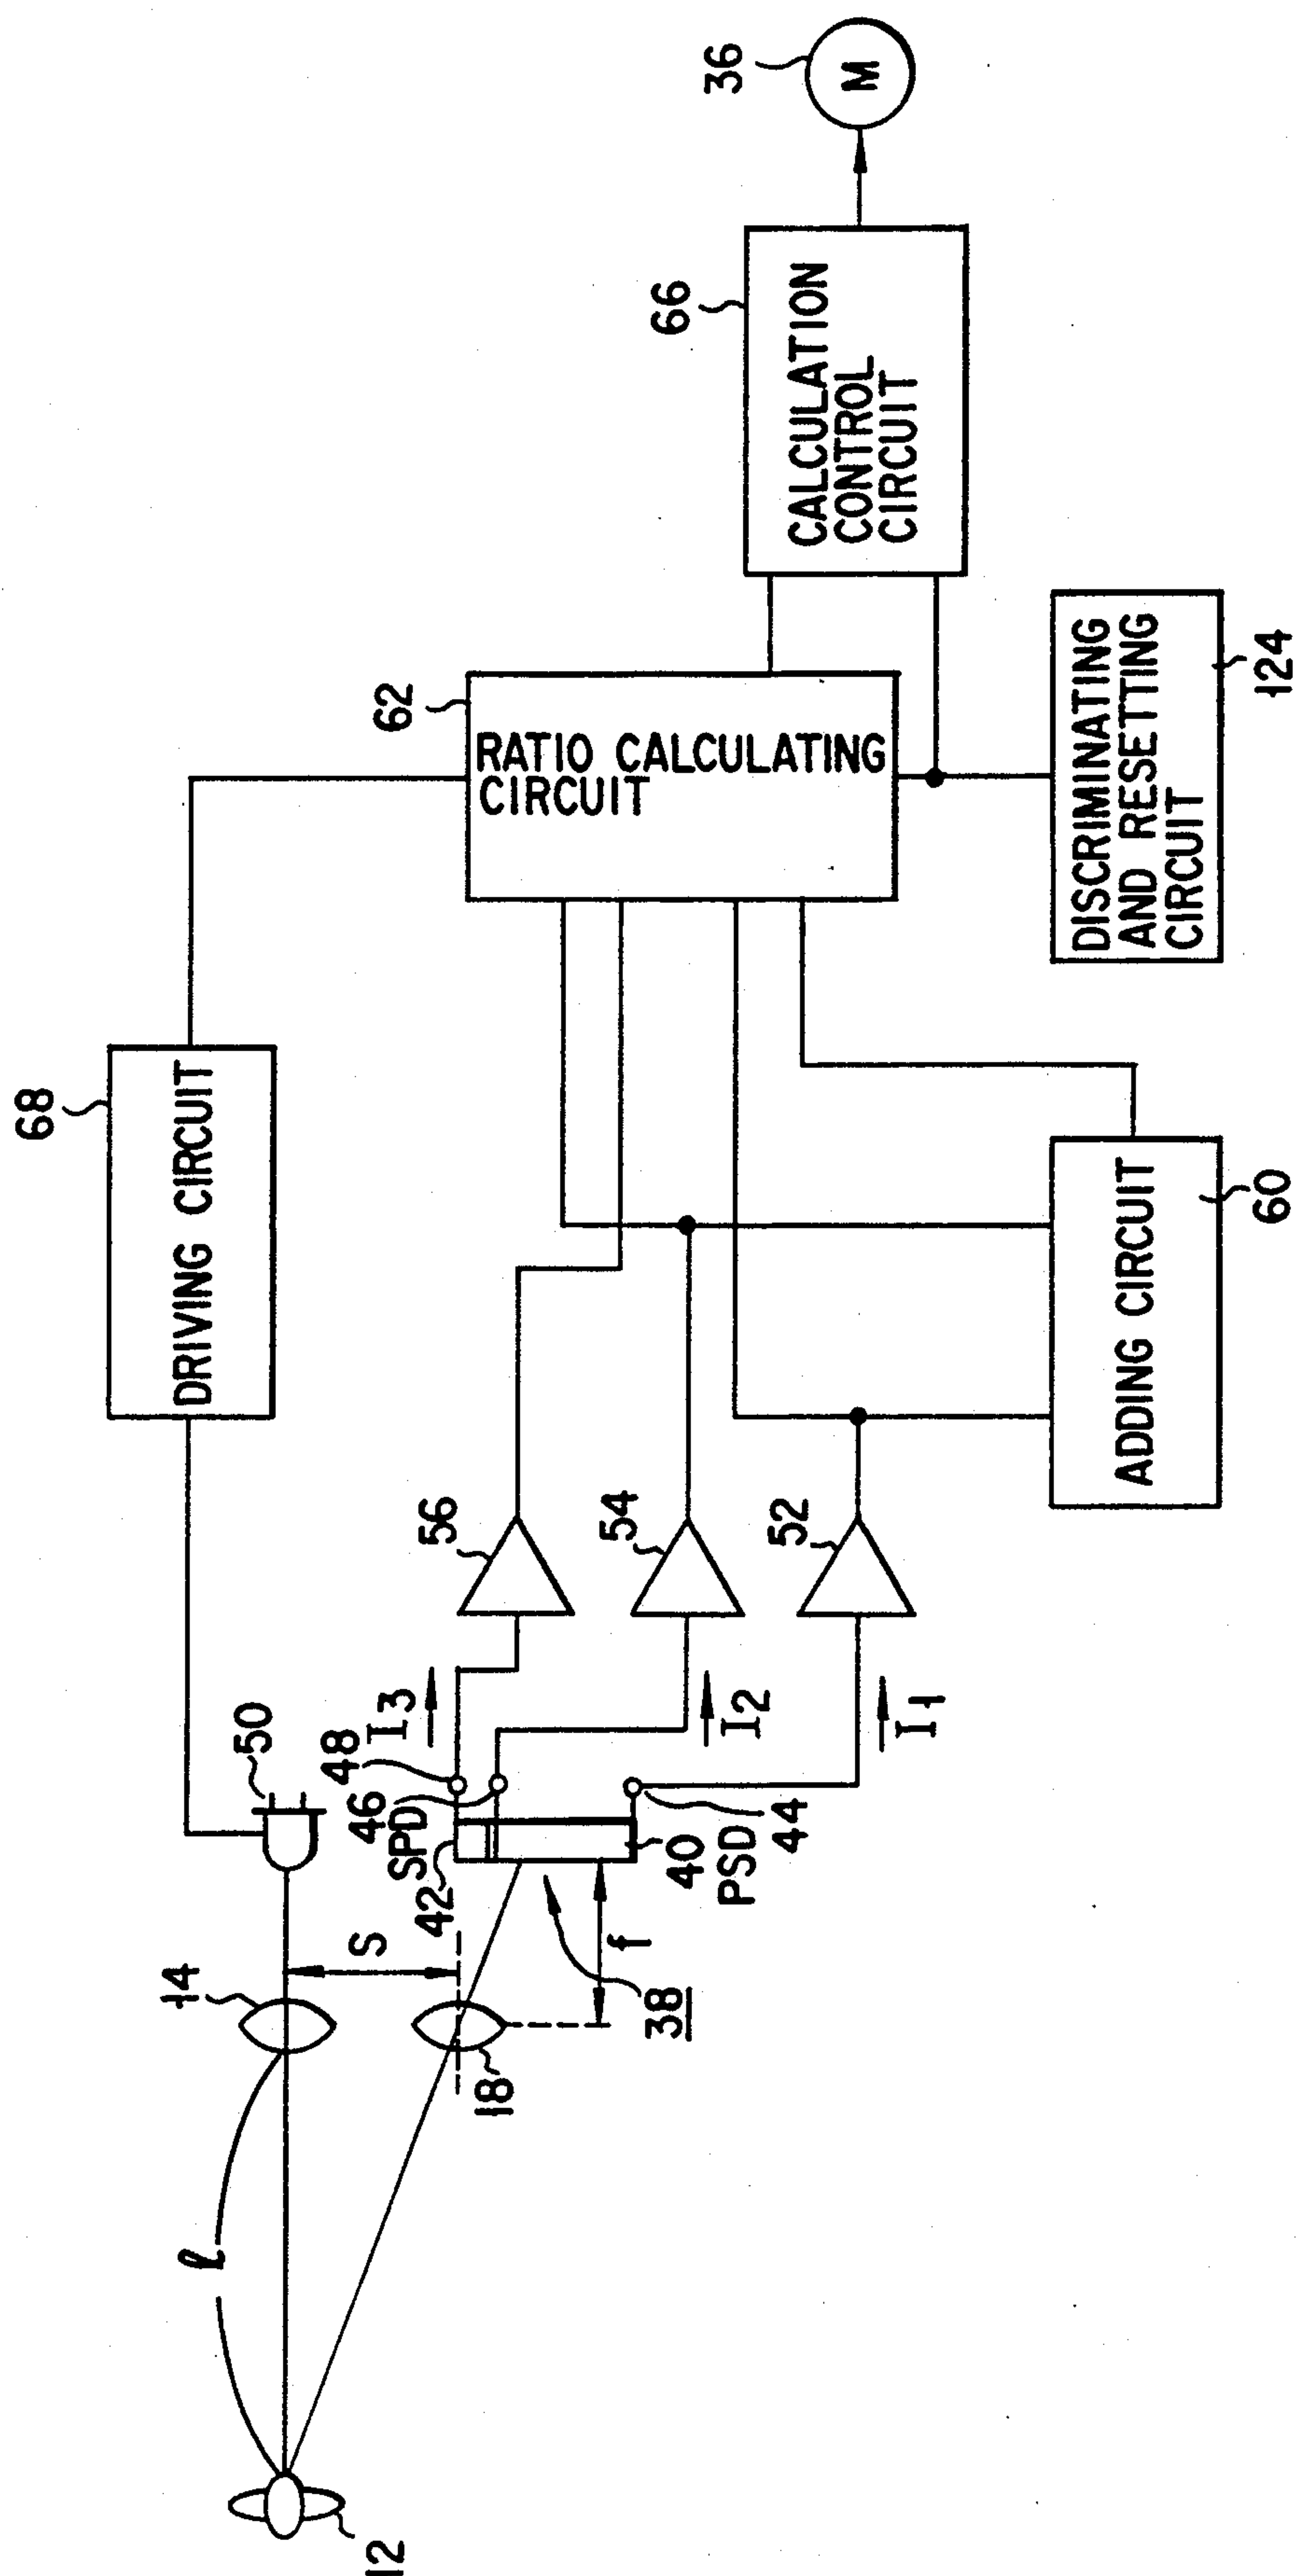 12
ℓ
14
S
18
50
f
38
42
SPD
46
48
40
PSD
44
I3
I2
I1
56
54
52
68
DRIVING CIRCUIT
ADDING CIRCUIT
60
62
RATIO CALCULATING
CIRCUIT
DISCRIMINATING
AND RESETTING
CIRCUIT
124
66
CALCULATION
CONTROL
CIRCUIT
36
M